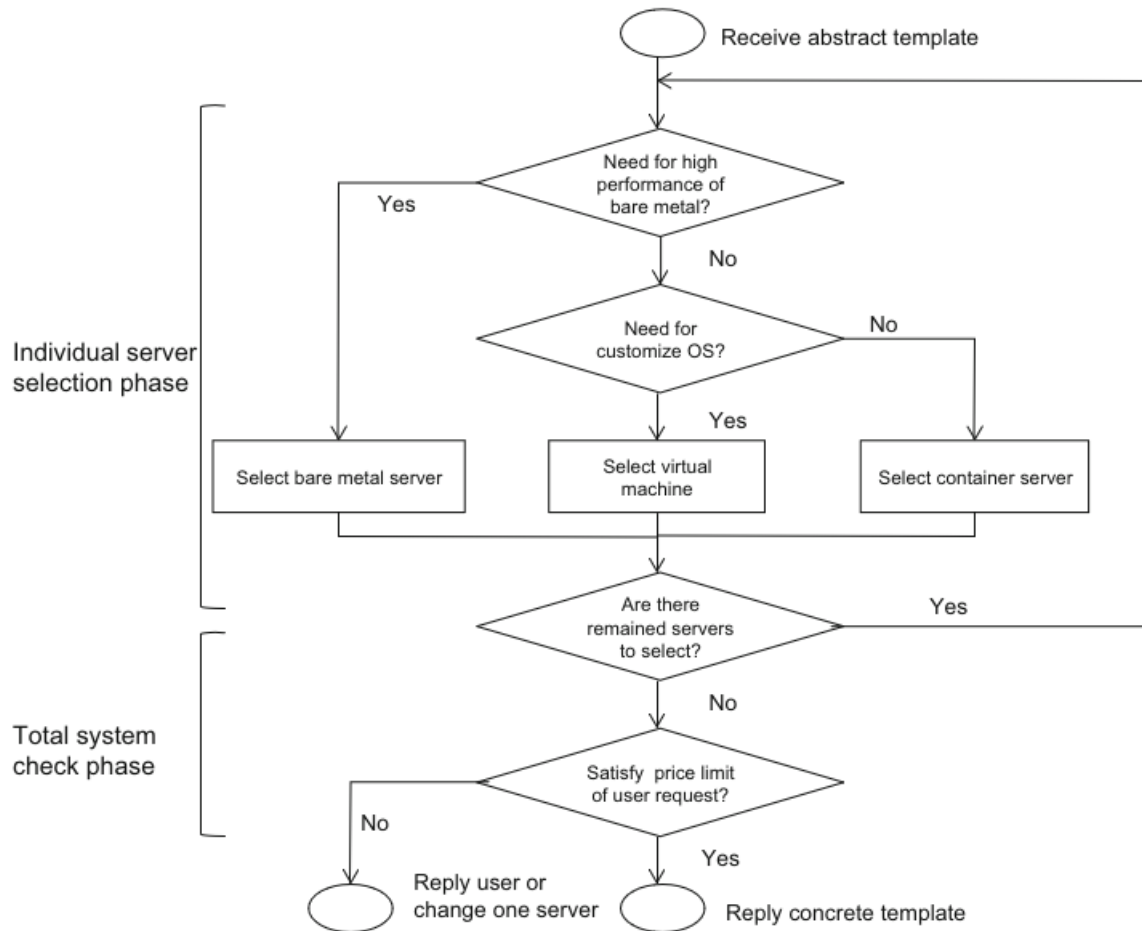 Receive abstract template
Need for high
performance of
bare metal?
Yes
No
Need for
customize OS?
No
Yes
Individual server
selection phase
Select bare metal server
Select virtual
machine
Select container server
Are there
remained servers
to select?
Yes
No
Total system
check phase
Satisfy price limit
of user request?
No
Yes
Reply user or
change one server
Reply concrete template